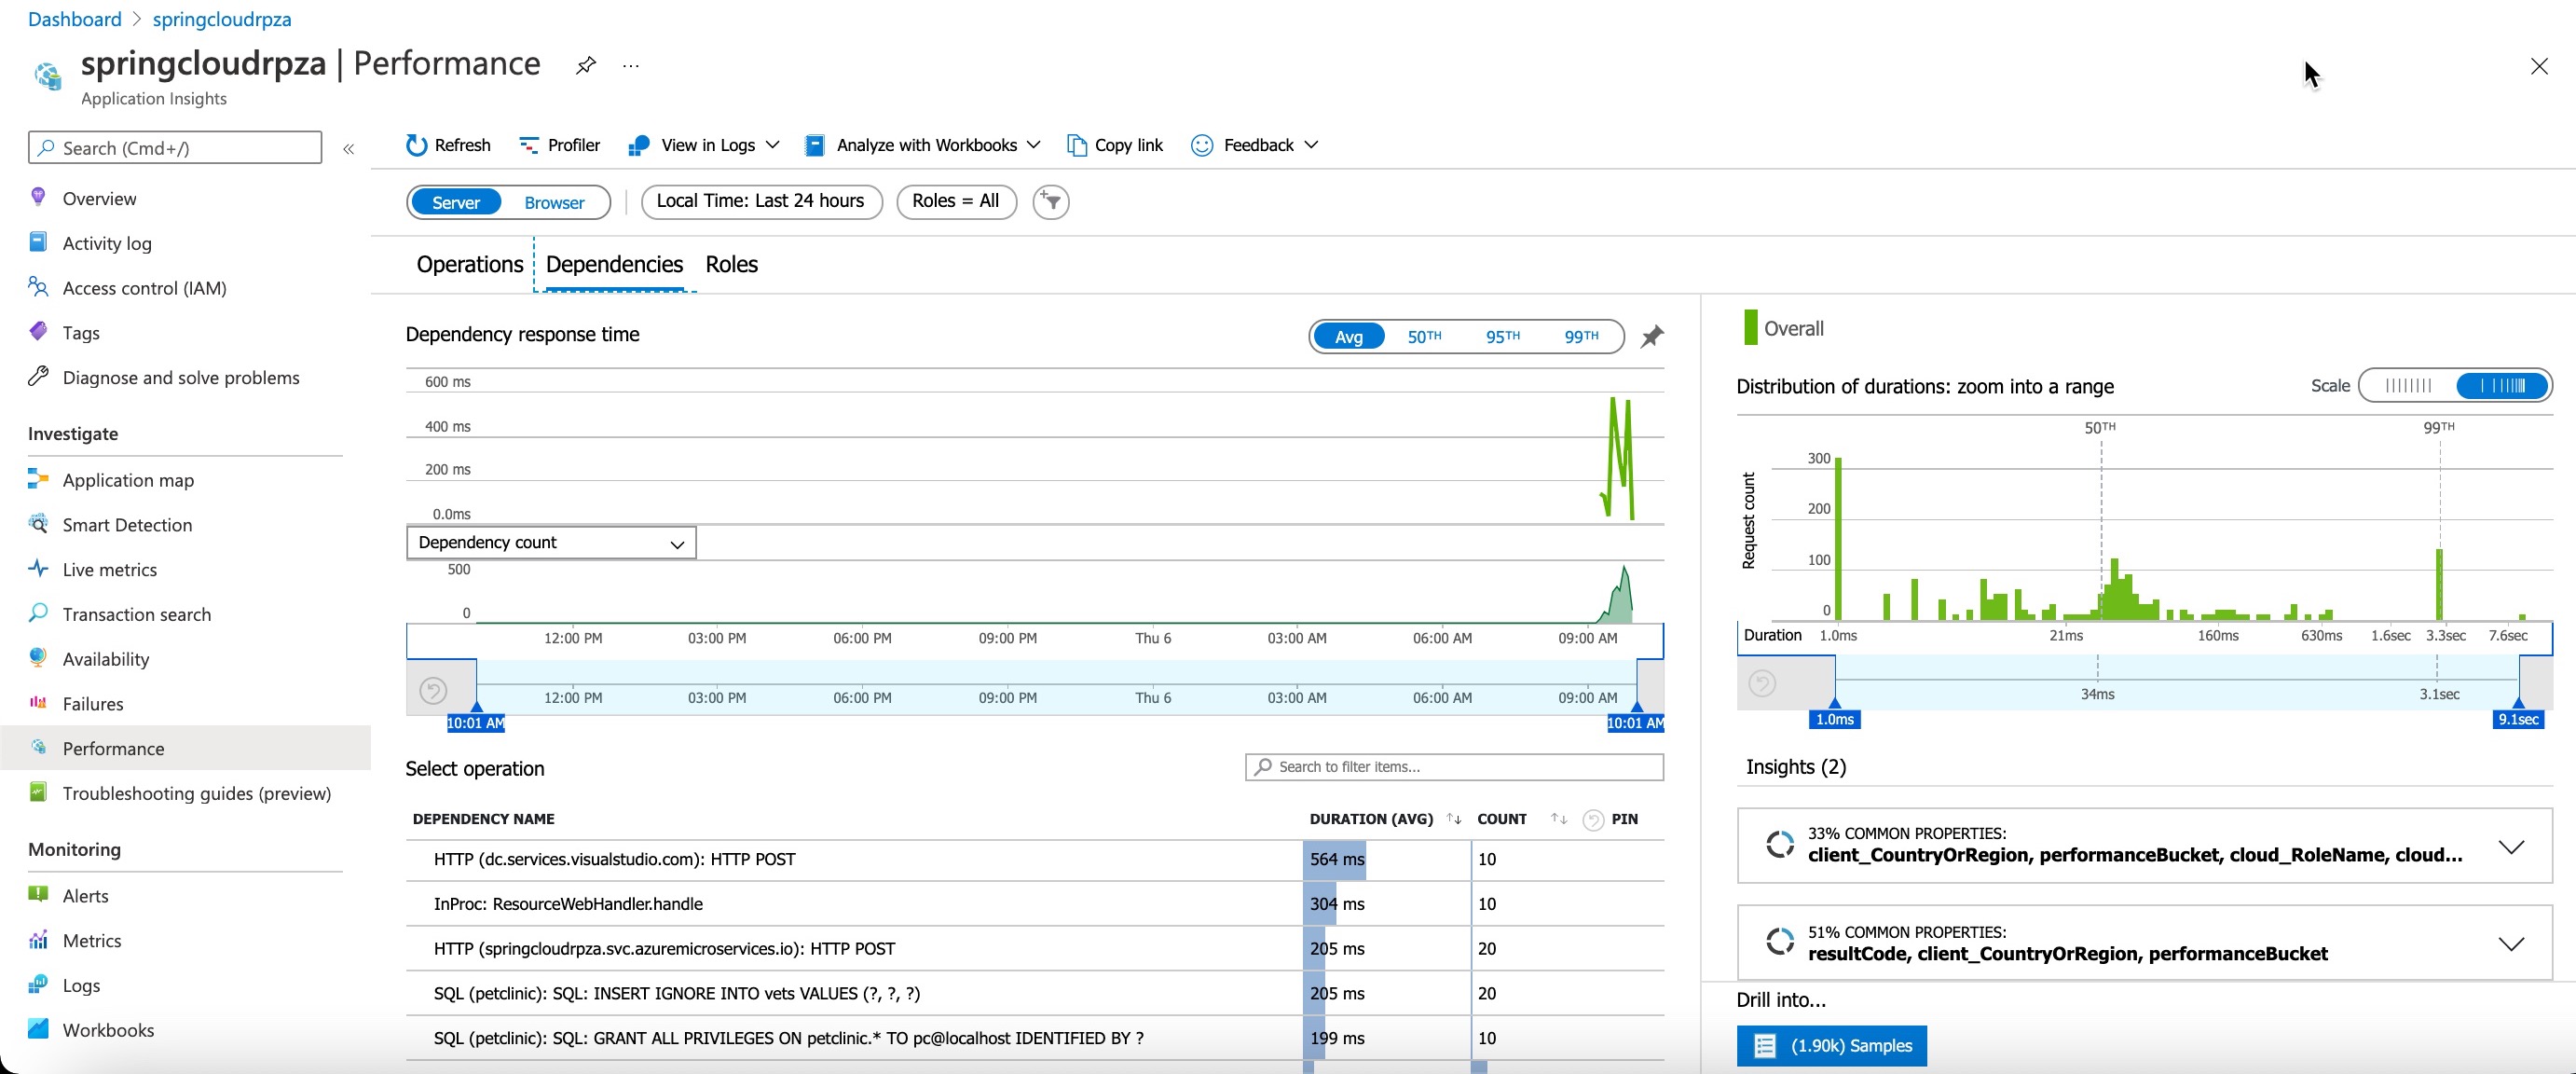 Dashboard > springcloudrpza
springcloudrpza | Performance
Application Insights
Search (Cmd+/)
Overview
Activity log
Access control (IAM)
Tags
Diagnose and solve problems
Investigate
Application map
Smart Detection
Live metrics
Transaction search
Availability
Failures
Performance
Troubleshooting guides (preview)
Monitoring
Alerts
Metrics
Logs
Workbooks
Refresh Profiler View in Logs Analyze with Workbooks Copy link Feedback
Server Browser Local Time: Last 24 hours Roles = All
Operations Dependencies Roles
Dependency response time Avg 50TH 95TH 99TH
600 ms
400 ms
200 ms
0.0ms
Dependency count
500
0
12:00 PM 03:00 PM 06:00 PM 09:00 PM Thu 6 03:00 AM 06:00 AM 09:00 AM
12:00 PM 03:00 PM 06:00 PM 09:00 PM Thu 6 03:00 AM 06:00 AM 09:00 AM
10:01 AM 10:01 AM
Select operation Search to filter items...
DEPENDENCY NAME DURATION (AVG) COUNT PIN
HTTP (dc.services.visualstudio.com): HTTP POST 564 ms 10
InProc: ResourceWebHandler.handle 304 ms 10
HTTP (springcloudrpza.svc.azuremicroservices.io): HTTP POST 205 ms 20
SQL (petclinic): SQL: INSERT IGNORE INTO vets VALUES (?, ?, ?) 205 ms 20
SQL (petclinic): SQL: GRANT ALL PRIVILEGES ON petclinic.* TO pc@localhost IDENTIFIED BY ? 199 ms 10
Overall
Distribution of durations: zoom into a range Scale
50TH 99TH
Request count
300
200
100
0
Duration 1.0ms 21ms 160ms 630ms 1.6sec 3.3sec 7.6sec
34ms 3.1sec
1.0ms 9.1sec
Insights (2)
33% COMMON PROPERTIES:
client_CountryOrRegion, performanceBucket, cloud_RoleName, cloud...
51% COMMON PROPERTIES:
resultCode, client_CountryOrRegion, performanceBucket
Drill into...
(1.90k) Samples